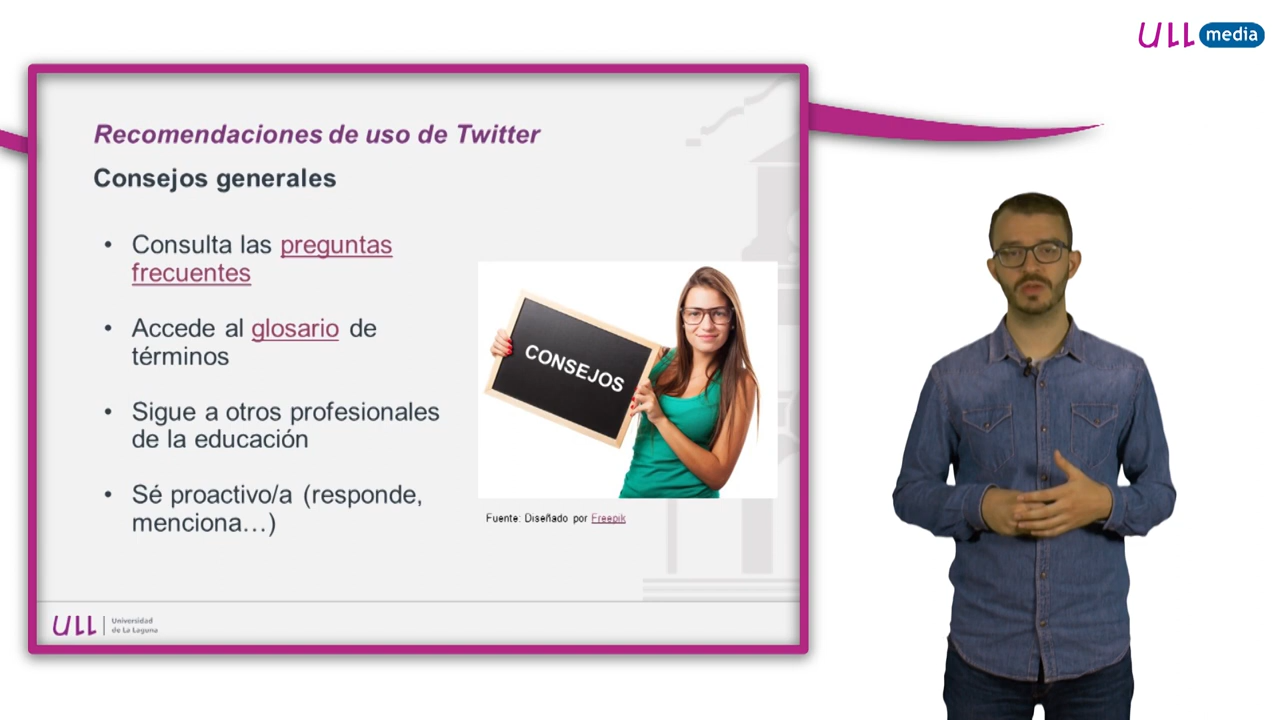 ULL media
Recomendaciones de uso de Twitter
Consejos generales
• Consulta las preguntas
frecuentes
• Accede al glosario de
términos
• Sigue a otros profesionales
de la educación
• Sé proactivo/a (responde,
menciona…)
CONSEJOS
Fuente: Diseñado por Freepik
ULL
Universidad
de La Laguna